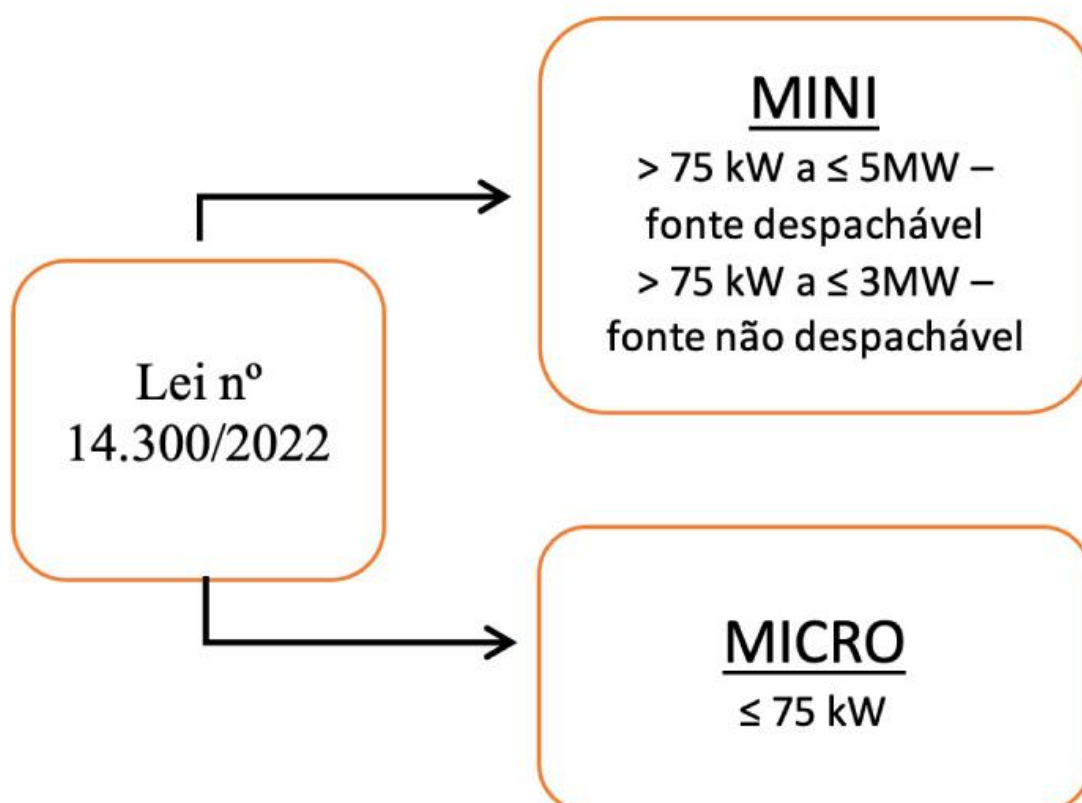 Lei nº
14.300/2022
MINI
> 75 kW a ≤ 5MW –
fonte despachável
> 75 kW a ≤ 3MW –
fonte não despachável
MICRO
≤ 75 kW